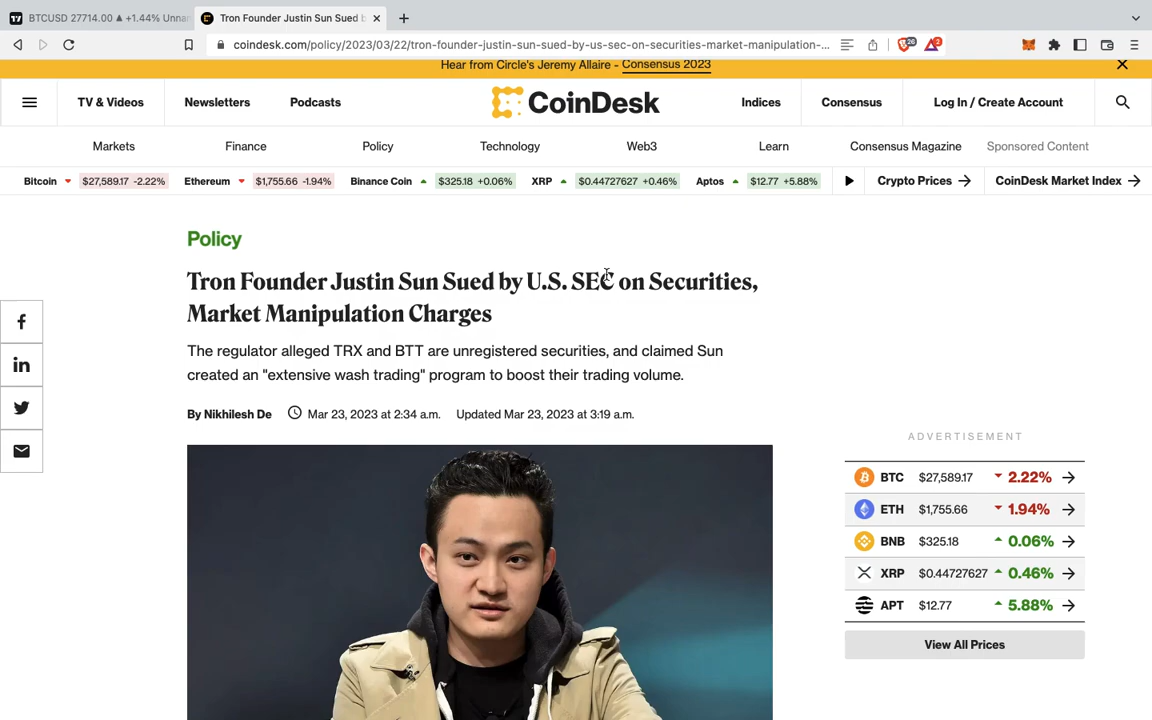 BTCUSD 27714.00 ▲ +1.44% Unna
Tron Founder Justin Sun Sued b
coindesk.com/policy/2023/03/22/tron-founder-justin-sun-sued-by-us-sec-on-securities-market-manipulation-...
Hear from Circle's Jeremy Allaire - Consensus 2023
TV & Videos Newsletters Podcasts CoinDesk Indices Consensus Log In / Create Account
Markets Finance Policy Technology Web3 Learn Consensus Magazine Sponsored Content
Bitcoin $27,589.17 -2.22% Ethereum $1,755.66 -1.94% Binance Coin $325.18 +0.06% XRP $0.44727627 +0.46% Aptos $12.77 +5.88% Crypto Prices → CoinDesk Market Index →
Policy
Tron Founder Justin Sun Sued by U.S. SEC on Securities,
Market Manipulation Charges
The regulator alleged TRX and BTT are unregistered securities, and claimed Sun
created an "extensive wash trading" program to boost their trading volume.
By Nikhilesh De Mar 23, 2023 at 2:34 a.m. Updated Mar 23, 2023 at 3:19 a.m.
ADVERTISEMENT
BTC $27,589.17 2.22% →
ETH $1,755.66 1.94% →
BNB $325.18 0.06% →
XRP $0.44727627 0.46% →
APT $12.77 5.88% →
View All Prices